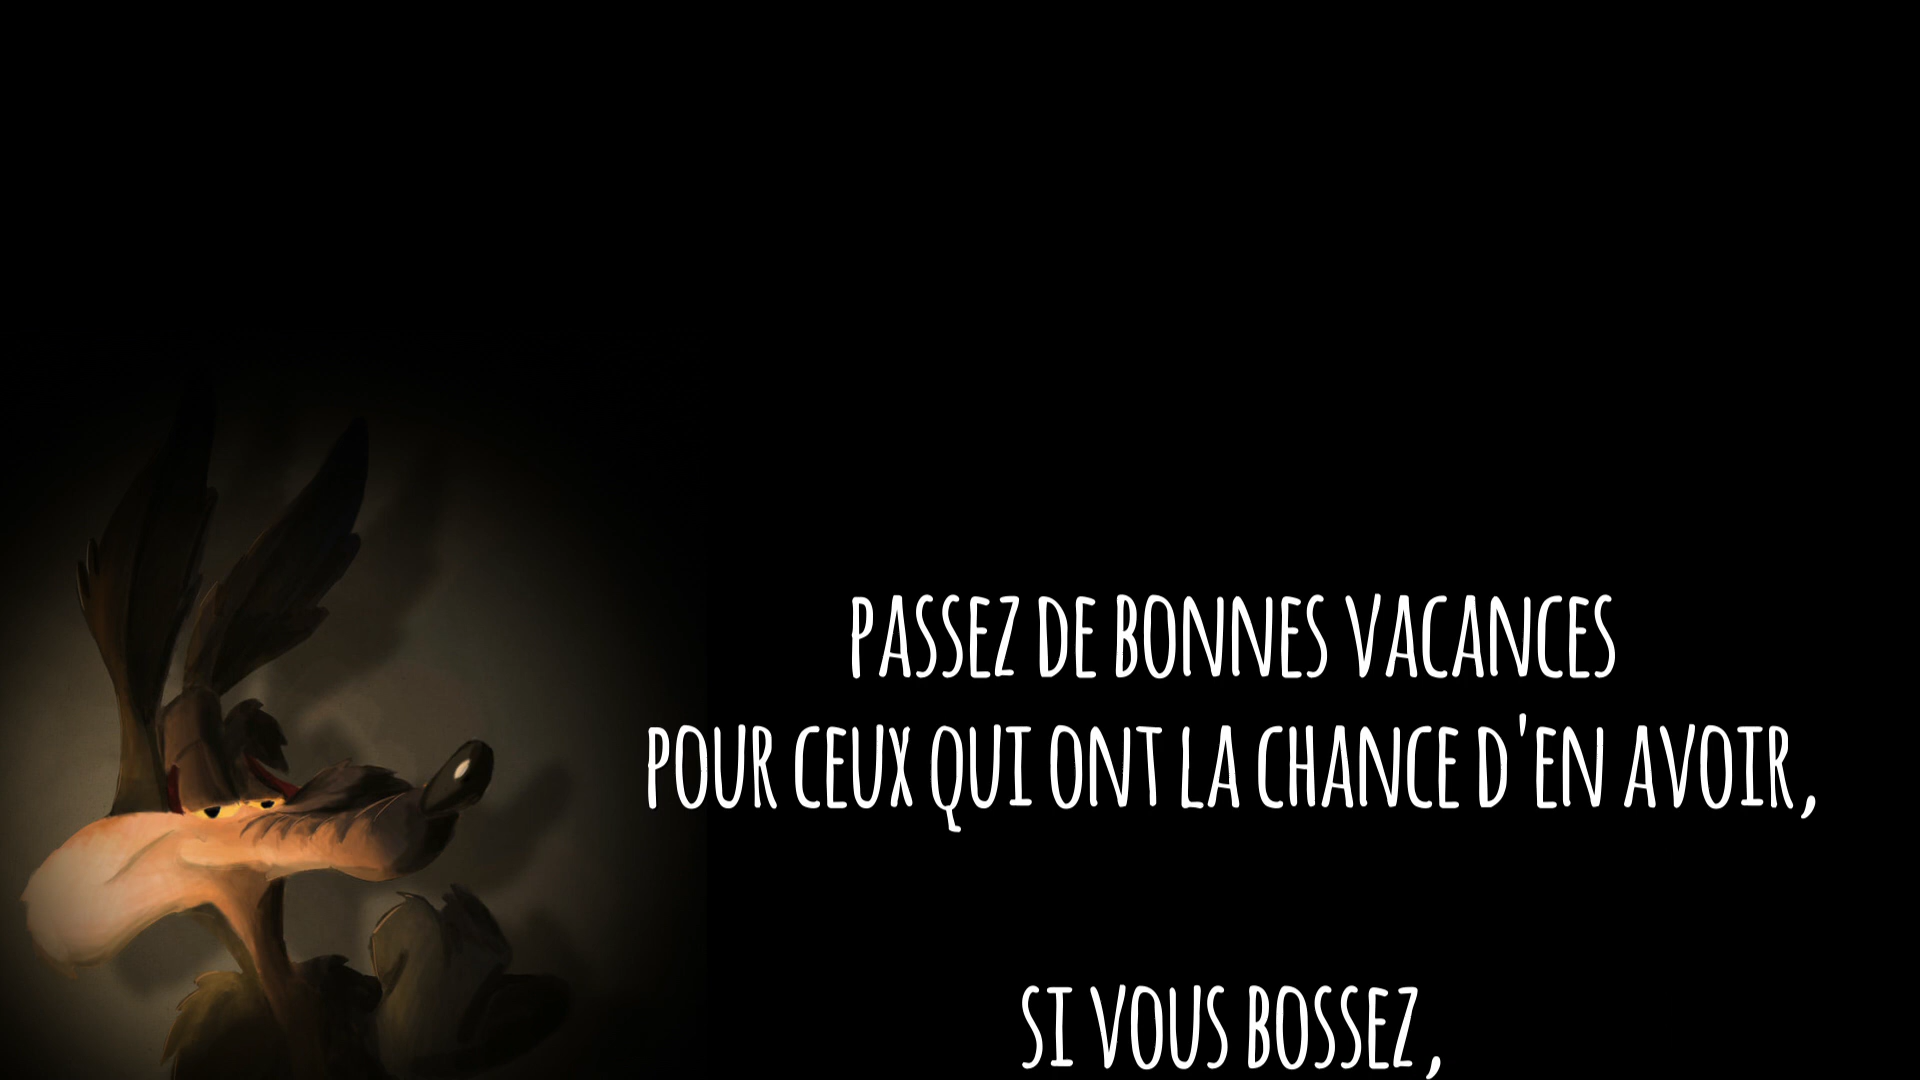 PASSEZ DE BONNES VACANCES
POUR CEUX QUI ONT LA CHANCE D'EN AVOIR,
SI VOUS BOSSEZ,